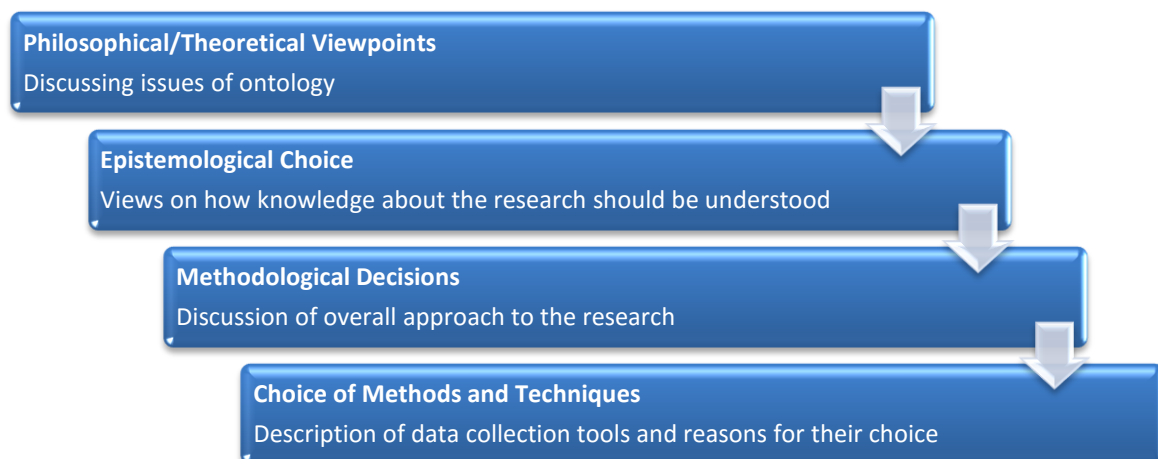 Philosophical/Theoretical Viewpoints
Discussing issues of ontology
Epistemological Choice
Views on how knowledge about the research should be understood
Methodological Decisions
Discussion of overall approach to the research
Choice of Methods and Techniques
Description of data collection tools and reasons for their choice